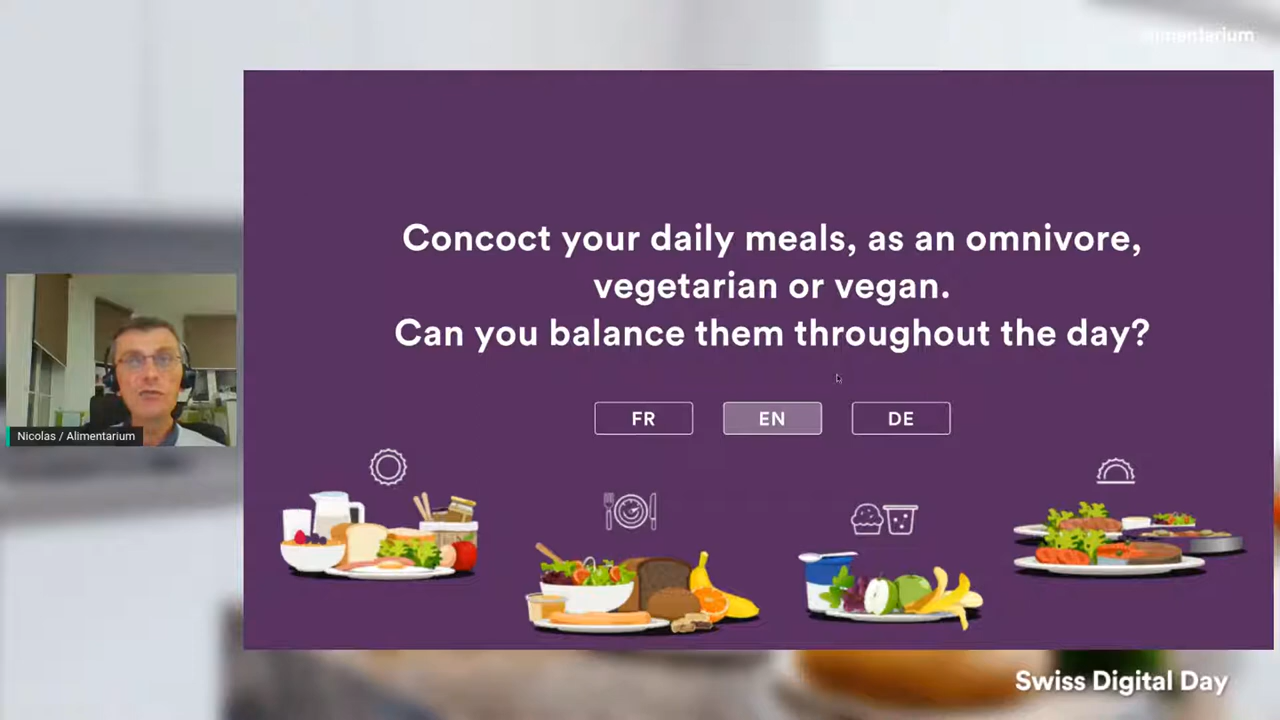 alimentarium
Concoct your daily meals, as an omnivore,
vegetarian or vegan.
Can you balance them throughout the day?
FR
EN
DE
Nicolas / Alimentarium
Swiss Digital Day